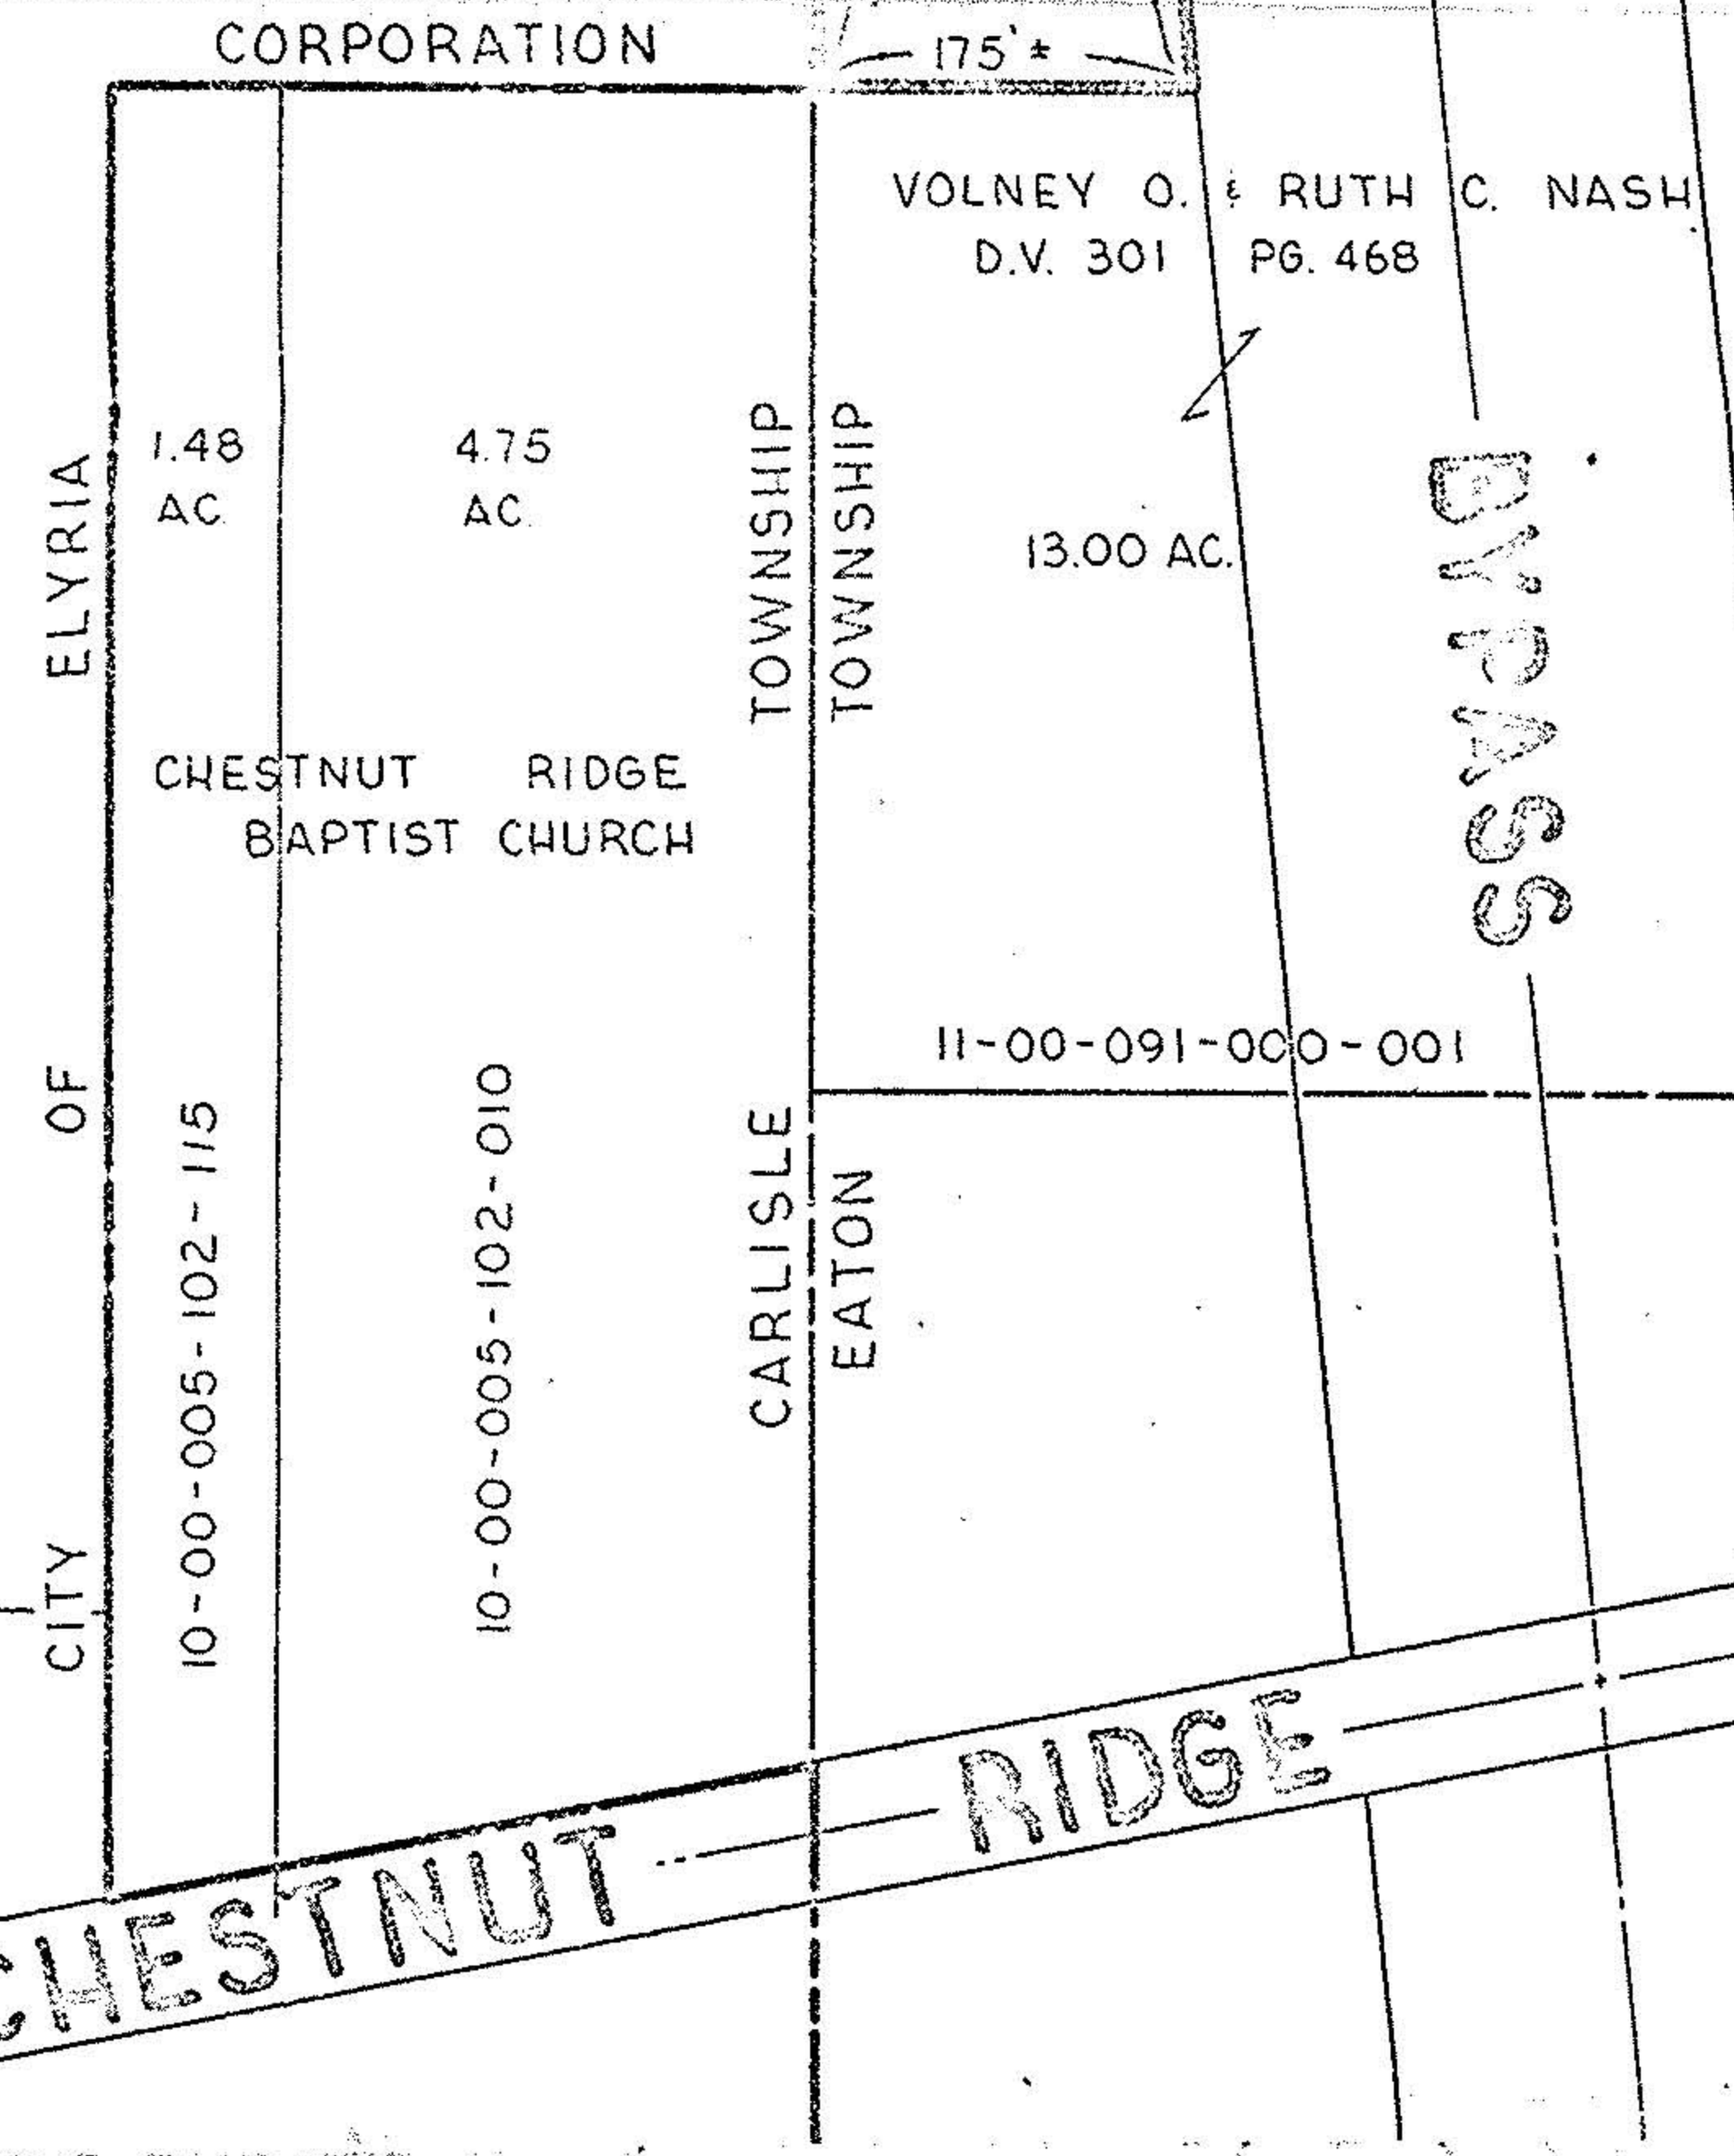 CORPORATION
175'±
VOLNEY O. & RUTH C. NASH
D.V. 301 PG. 468
1.48
AC.
4.75
AC.
13.00 AC.
CITY OF ELYRIA
CARLISLE TOWNSHIP
EATON TOWNSHIP
BYPASS
CHESTNUT RIDGE
BAPTIST CHURCH
11-00-091-000-001
10-00-005-102-115
10-00-005-102-010
CHESTNUT RIDGE